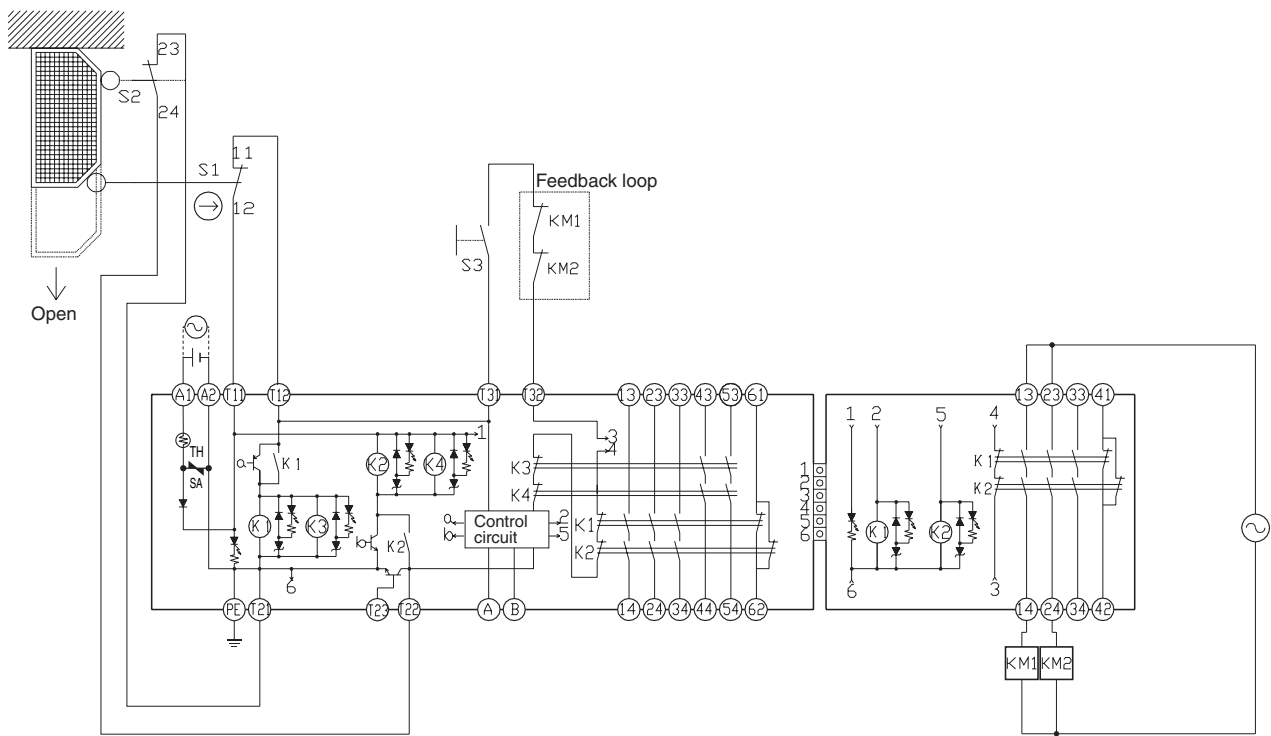 23
S2
24
11
S1
12
Feedback loop
KM1
S3
KM2
Open
A1 A2 T11 T12 T31 T32 13 23 33 43 53 61
13 23 33 41
1 2 5 4
1
3
4
TH
a
K1
K2
K4
K3
K1
SA
K4
K2
1
2
3
4
5
6
K1
K3
a
b
Control
circuit
2
5
K1
K1
K2
b
K2
K2
6
6
3
PE T21 T23 T22 A B 14 24 34 44 54 62
14 24 34 42
KM1 KM2